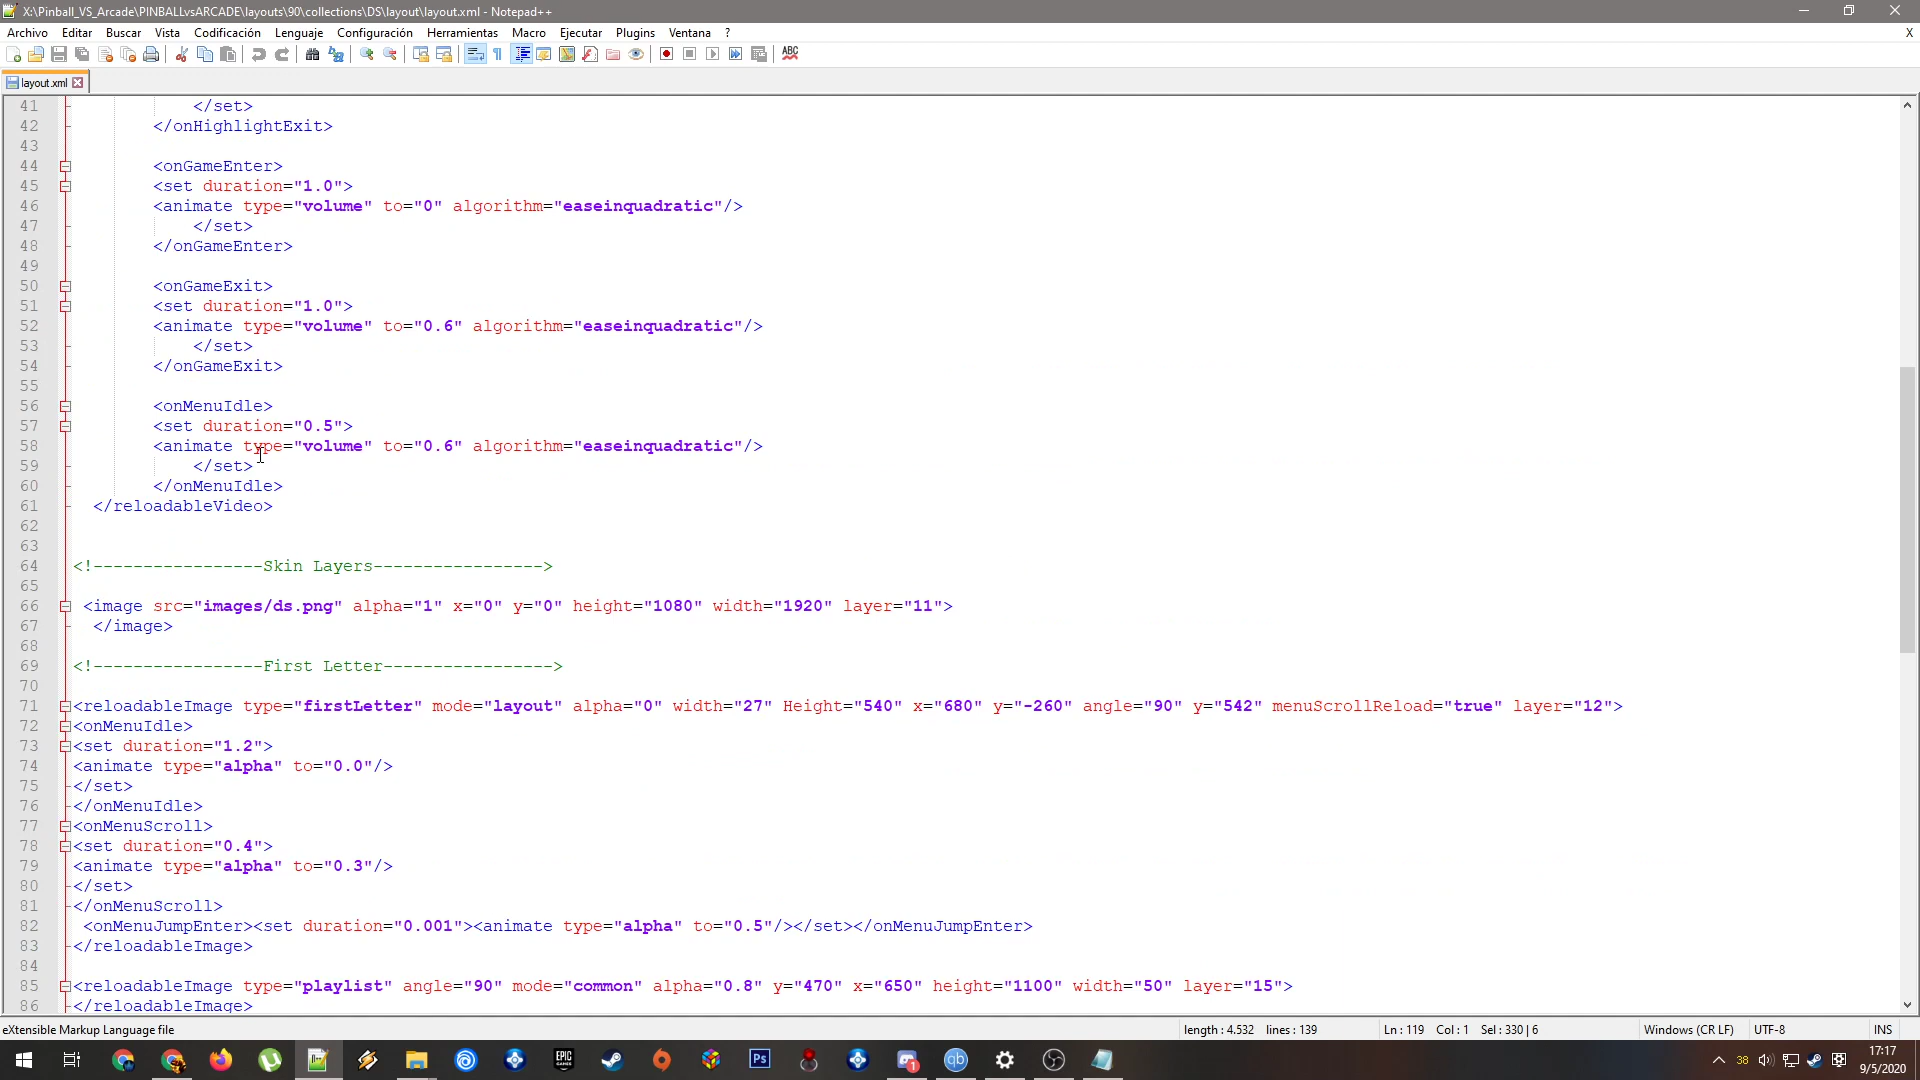 X:\Pinball_VS_Arcade\PINBALLvsARCADE\layouts\90\collections\DS\layout\layout.xml - Notepad++
Archivo Editar Buscar Vista Codificación Lenguaje Configuración Herramientas Macro Ejecutar Plugins Ventana ? X
ABC
layout.xml
41 </set>
42 </onHighlightExit>
43
44 <onGameEnter>
45 <set duration="1.0">
46 <animate type="volume" to="0" algorithm="easeinquadratic"/>
47 </set>
48 </onGameEnter>
49
50 <onGameExit>
51 <set duration="1.0">
52 <animate type="volume" to="0.6" algorithm="easeinquadratic"/>
53 </set>
54 </onGameExit>
55
56 <onMenuIdle>
57 <set duration="0.5">
58 <animate type="volume" to="0.6" algorithm="easeinquadratic"/>
59 </set>
60 </onMenuIdle>
61 </reloadableVideo>
62
63
64 <!-----------------Skin Layers----------------->
65
66 <image src="images/ds.png" alpha="1" x="0" y="0" height="1080" width="1920" layer="11">
67 </image>
68
69 <!-----------------First Letter----------------->
70
71 <reloadableImage type="firstLetter" mode="layout" alpha="0" width="27" Height="540" x="680" y="-260" angle="90" y="542" menuScrollReload="true" layer="12">
72 <onMenuIdle>
73 <set duration="1.2">
74 <animate type="alpha" to="0.0"/>
75 </set>
76 </onMenuIdle>
77 <onMenuScroll>
78 <set duration="0.4">
79 <animate type="alpha" to="0.3"/>
80 </set>
81 </onMenuScroll>
82 <onMenuJumpEnter><set duration="0.001"><animate type="alpha" to="0.5"/></set></onMenuJumpEnter>
83 </reloadableImage>
84
85 <reloadableImage type="playlist" angle="90" mode="common" alpha="0.8" y="470" x="650" height="1100" width="50" layer="15">
86 </reloadableImage>
eXtensible Markup Language file length : 4.532 lines : 139 Ln : 119 Col : 1 Sel : 330 | 6 Windows (CR LF) UTF-8 INS
EPIC GAMES Ps 1 qb 38 17:17
9/5/2020